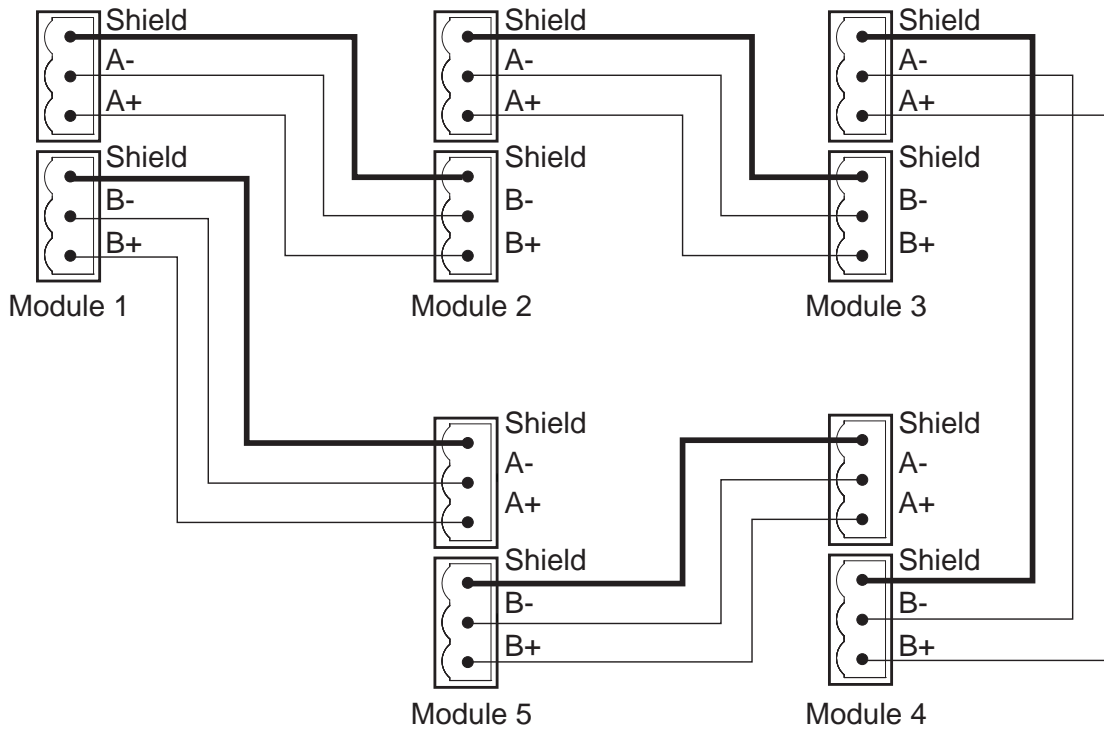 Shield
A-
A+
Shield
B-
B+
Module 1
Shield
A-
A+
Shield
B-
B+
Module 2
Shield
A-
A+
Shield
B-
B+
Module 3
Shield
A-
A+
Shield
B-
B+
Module 5
Shield
A-
A+
Shield
B-
B+
Module 4